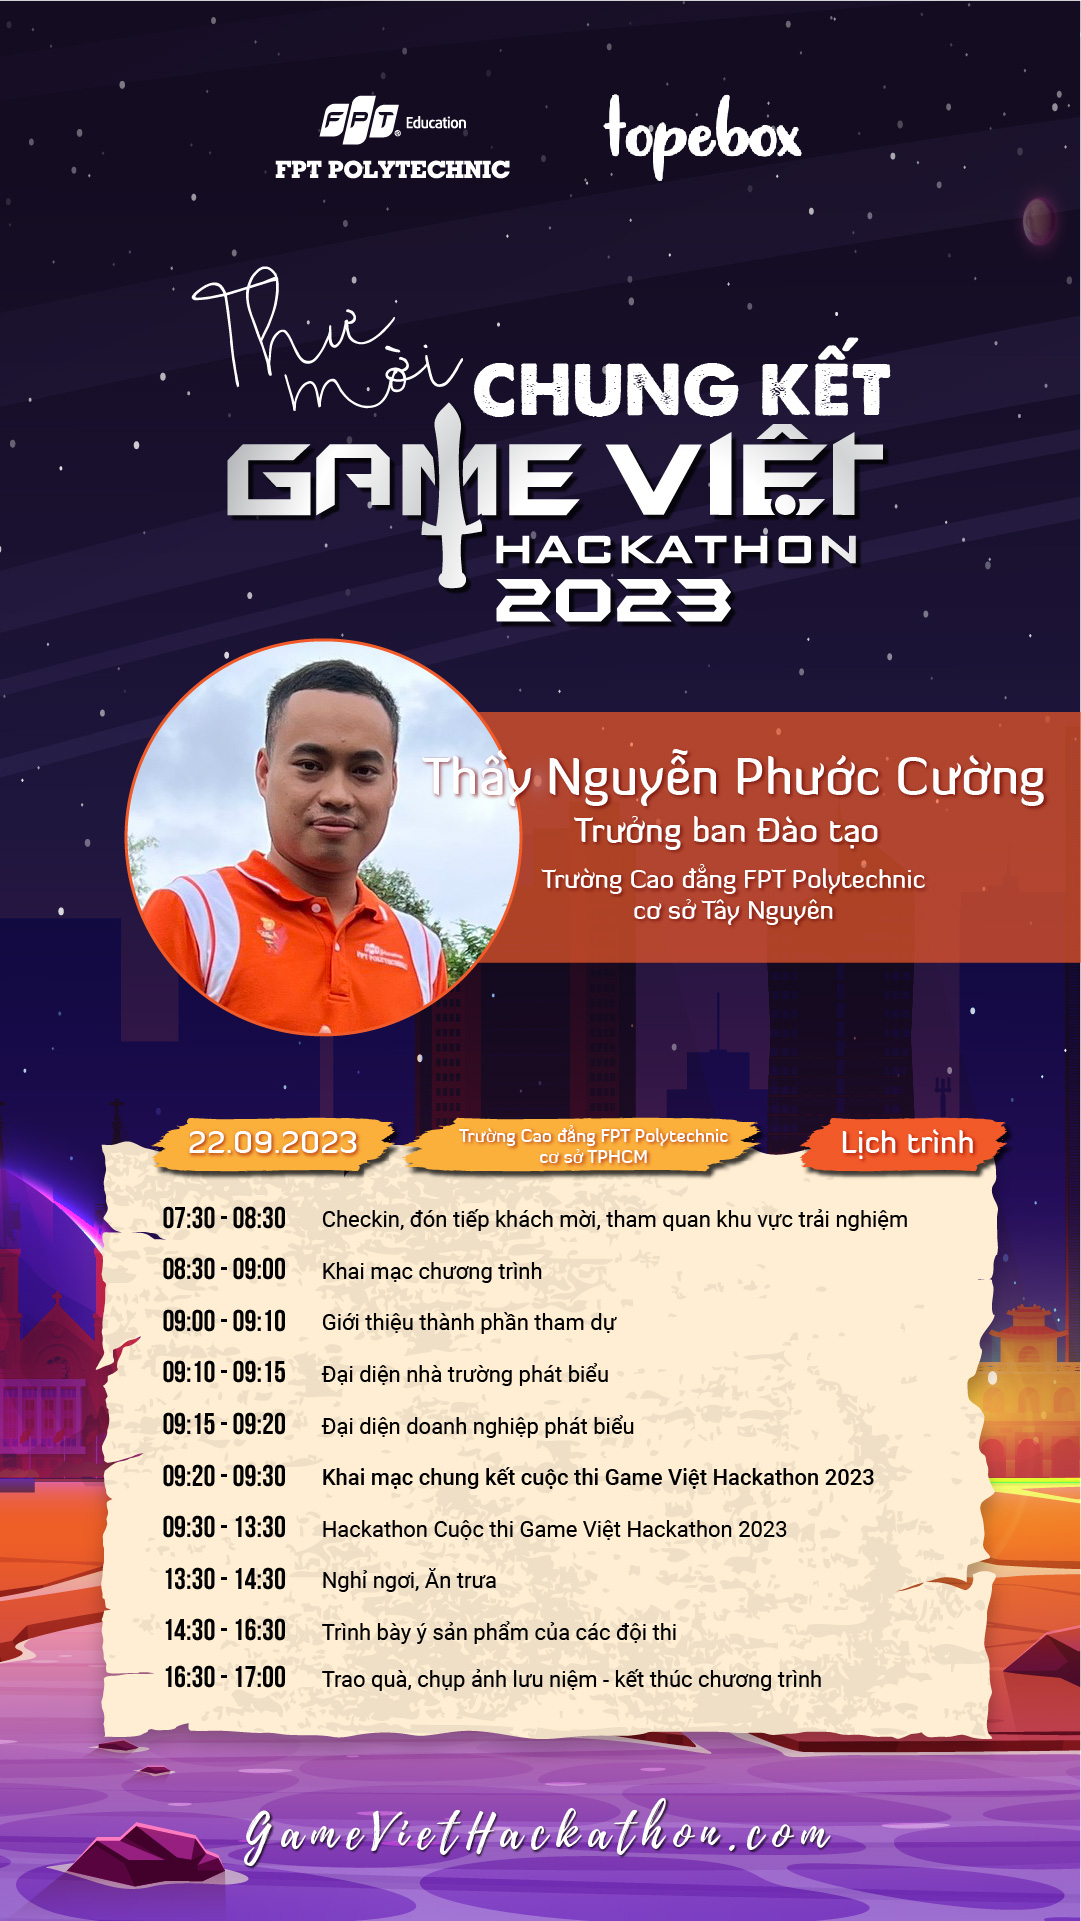 FPT Education
FPT POLYTECHNIC
topebox
Thư mời
CHUNG KẾT
GAME VIỆT
HACKATHON
2023
Thầy Nguyễn Phước Cường
Trưởng ban Đào tạo
Trường Cao đẳng FPT Polytechnic
cơ sở Tây Nguyên
22.09.2023
Trường Cao đẳng FPT Polytechnic
cơ sở TPHCM
Lịch trình
07:30 - 08:30 Checkin, đón tiếp khách mời, tham quan khu vực trải nghiệm
08:30 - 09:00 Khai mạc chương trình
09:00 - 09:10 Giới thiệu thành phần tham dự
09:10 - 09:15 Đại diện nhà trường phát biểu
09:15 - 09:20 Đại diện doanh nghiệp phát biểu
09:20 - 09:30 Khai mạc chung kết cuộc thi Game Việt Hackathon 2023
09:30 - 13:30 Hackathon Cuộc thi Game Việt Hackathon 2023
13:30 - 14:30 Nghỉ ngơi, Ăn trưa
14:30 - 16:30 Trình bày ý sản phẩm của các đội thi
16:30 - 17:00 Trao quà, chụp ảnh lưu niệm - kết thúc chương trình
GameVietHackathon.com